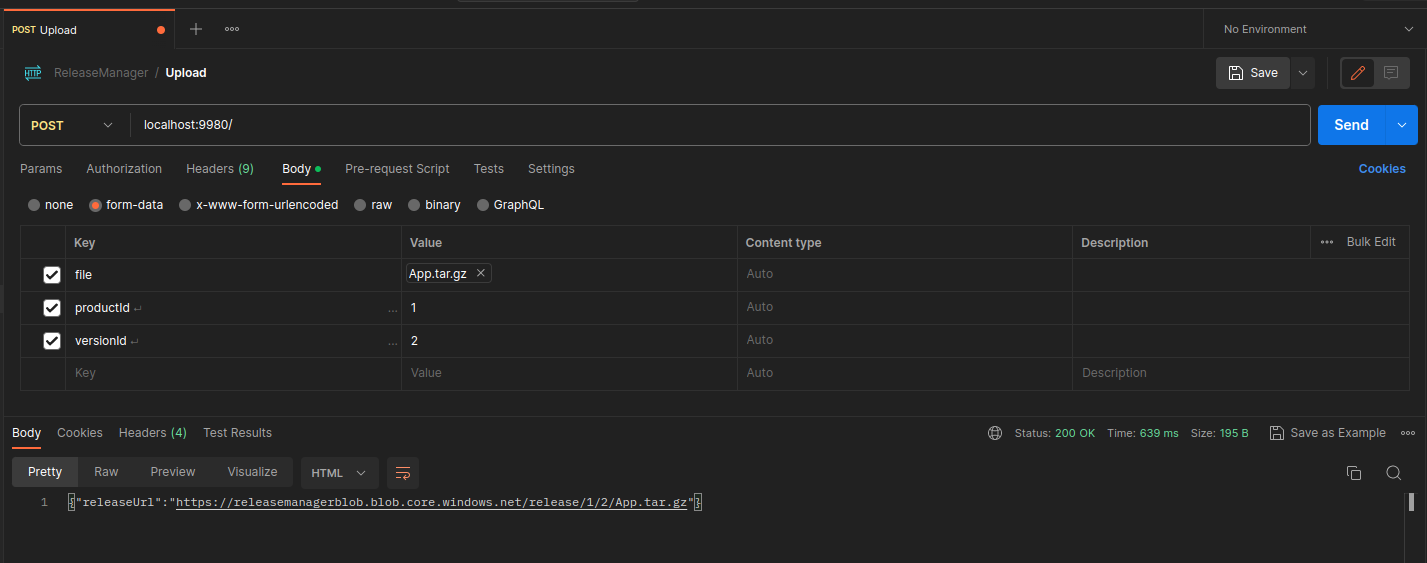 POST Upload
No Environment
HTTP ReleaseManager / Upload
Save
POST localhost:9980/ Send
Params Authorization Headers (9) Body Pre-request Script Tests Settings Cookies
none form-data x-www-form-urlencoded raw binary GraphQL
Key Value Content type Description ••• Bulk Edit
file App.tar.gz × Auto
productId ↵ ... 1 Auto
versionId ↵ ... 2 Auto
Key Value Auto Description
Body Cookies Headers (4) Test Results Status: 200 OK Time: 639 ms Size: 195 B Save as Example
Pretty Raw Preview Visualize HTML
1 {"releaseUrl":"https://releasemanagerblob.blob.core.windows.net/release/1/2/App.tar.gz"}